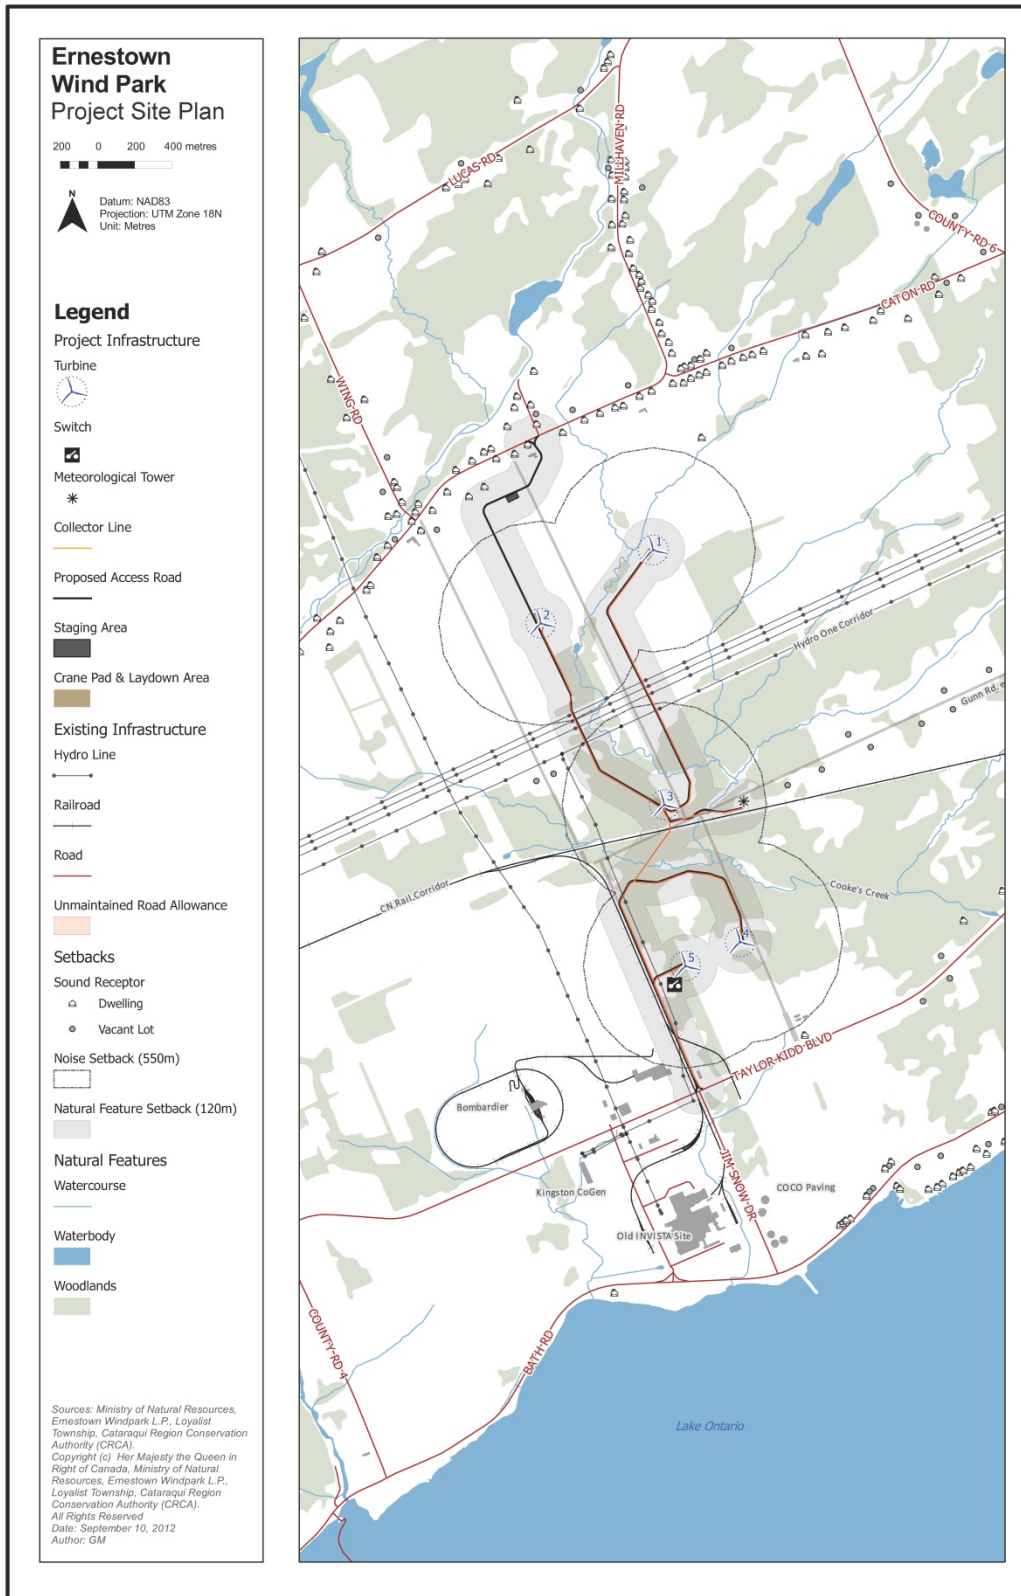 Ernestown
Wind Park
Project Site Plan
200 0 200 400 metres
N
Datum: NAD83
Projection: UTM Zone 18N
Unit: Metres
Legend
Project Infrastructure
Turbine
Switch
Meteorological Tower
Collector Line
Proposed Access Road
Staging Area
Crane Pad & Laydown Area
Existing Infrastructure
Hydro Line
Railroad
Road
Unmaintained Road Allowance
Setbacks
Sound Receptor
Dwelling
Vacant Lot
Noise Setback (550m)
Natural Feature Setback (120m)
Natural Features
Watercourse
Waterbody
Woodlands
Sources: Ministry of Natural Resources,
Ernestown Windpark L.P., Loyalist
Township, Cataraqui Region Conservation
Authority (CRCA).
Copyright (c) Her Majesty the Queen in
Right of Canada, Ministry of Natural
Resources, Ernestown Windpark L.P.,
Loyalist Township, Cataraqui Region
Conservation Authority (CRCA).
All Rights Reserved
Date: September 10, 2012
Author: GM
LUCAS RD
MILLHAVEN RD
COUNTY RD 6
CATON RD
WING RD
1
2
Hydro One Corridor
Gunn Rd. e
3
CN Rail Corridor
Cooke's Creek
4
5
TAYLOR-KIDD BLVD
Bombardier
JIM SNOW DR
Kingston CoGen
COCO Paving
Old INVISTA Site
COUNTY RD 4
BATH RD
Lake Ontario